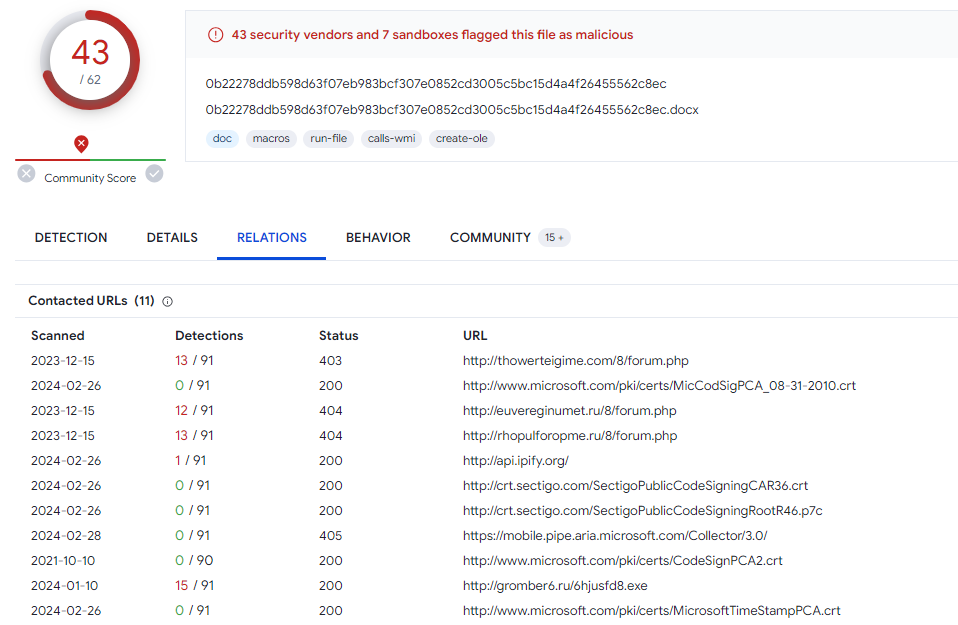 43
/ 62
Community Score
43 security vendors and 7 sandboxes flagged this file as malicious
0b22278ddb598d63f07eb983bcf307e0852cd3005c5bc15d4a4f26455562c8ec
0b22278ddb598d63f07eb983bcf307e0852cd3005c5bc15d4a4f26455562c8ec.docx
doc macros run-file calls-wmi create-ole
DETECTION DETAILS RELATIONS BEHAVIOR COMMUNITY 15 +
Contacted URLs (11)
Scanned Detections Status URL
2023-12-15 13 / 91 403 http://thowerteigime.com/8/forum.php
2024-02-26 0 / 91 200 http://www.microsoft.com/pki/certs/MicCodSigPCA_08-31-2010.crt
2023-12-15 12 / 91 404 http://euvereginumet.ru/8/forum.php
2023-12-15 13 / 91 404 http://rhopulforopme.ru/8/forum.php
2024-02-26 1 / 91 200 http://api.ipify.org/
2024-02-26 0 / 91 200 http://crt.sectigo.com/SectigoPublicCodeSigningCAR36.crt
2024-02-26 0 / 91 200 http://crt.sectigo.com/SectigoPublicCodeSigningRootR46.p7c
2024-02-28 0 / 91 405 https://mobile.pipe.aria.microsoft.com/Collector/3.0/
2021-10-10 0 / 90 200 http://www.microsoft.com/pki/certs/CodeSignPCA2.crt
2024-01-10 15 / 91 200 http://gromber6.ru/6hjusfd8.exe
2024-02-26 0 / 91 200 http://www.microsoft.com/pki/certs/MicrosoftTimeStampPCA.crt